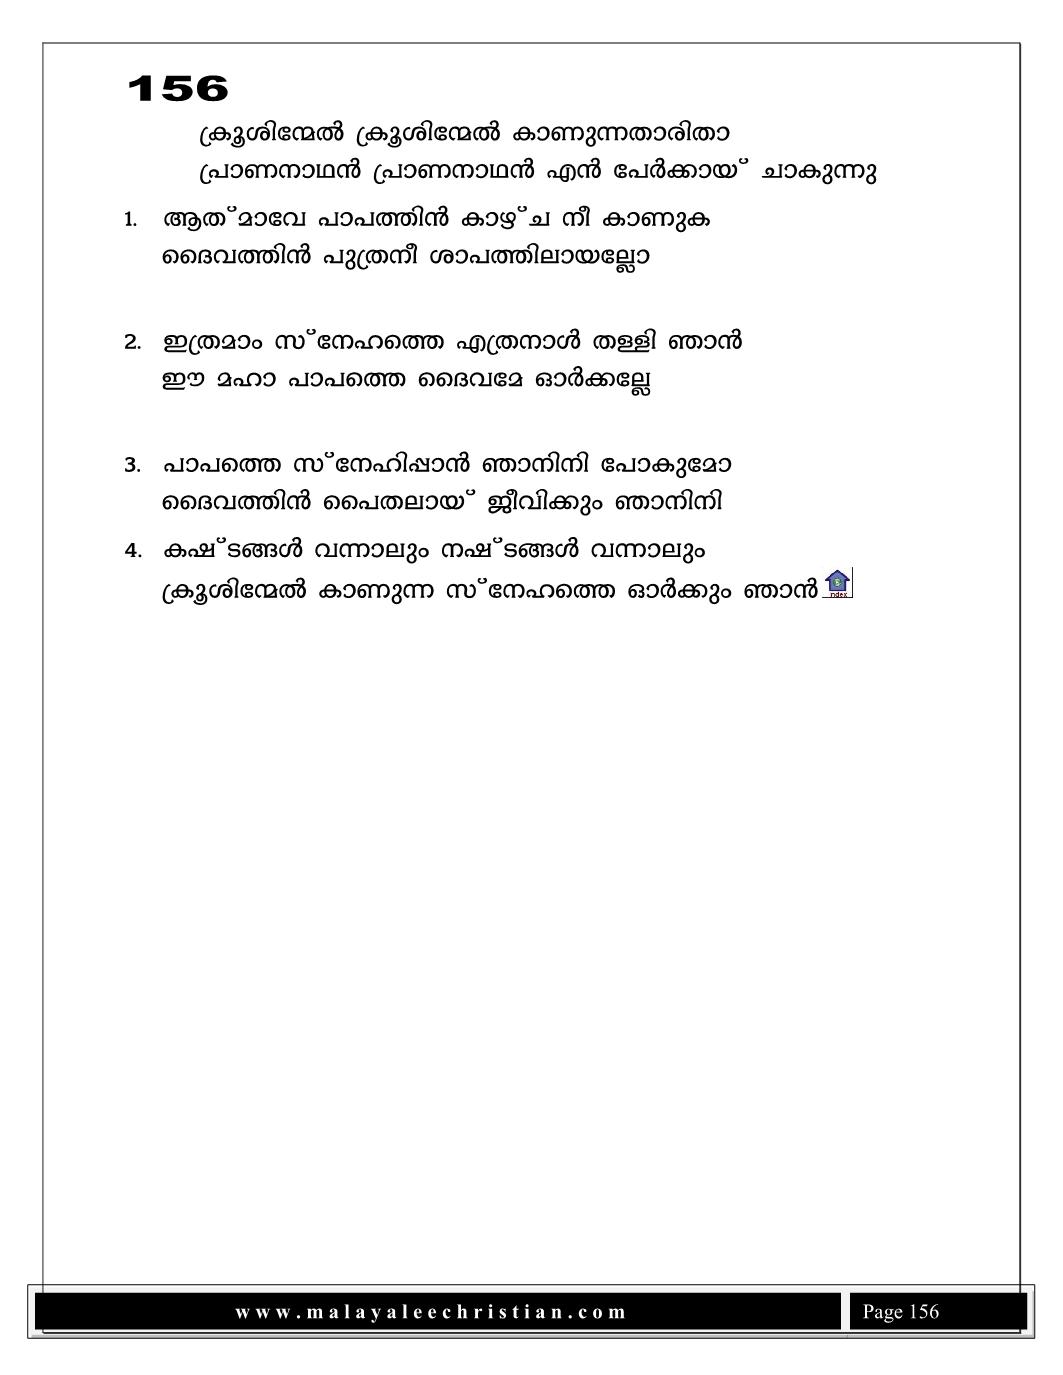 156
ക്രൂശിന്മേൽ ക്രൂശിന്മേൽ കാണുന്നതാരിതാ
പ്രാണനാഥൻ പ്രാണനാഥൻ എൻ പേർക്കായ് ചാകുന്നു
1. ആത്മാവേ പാപത്തിൻ കാഴ്ച നീ കാണുക
ദൈവത്തിൻ പുത്രനീ ശാപത്തിലായല്ലോ
2. ഇത്രമാം സ്നേഹത്തെ എത്രനാൾ തള്ളി ഞാൻ
ഈ മഹാ പാപത്തെ ദൈവമേ ഓർക്കല്ലേ
3. പാപത്തെ സ്നേഹിപ്പാൻ ഞാനിനി പോകുമോ
ദൈവത്തിൻ പൈതലായ് ജീവിക്കും ഞാനിനി
4. കഷ്ടങ്ങൾ വന്നാലും നഷ്ടങ്ങൾ വന്നാലും
ക്രൂശിന്മേൽ കാണുന്ന സ്നേഹത്തെ ഓർക്കും ഞാൻ index
www.malayaleechristian.com Page 156